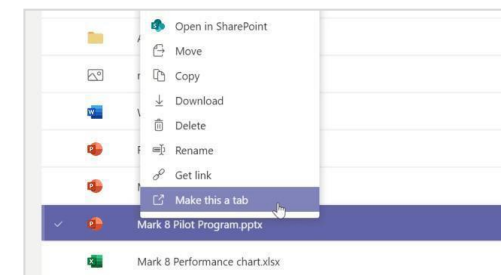 Open in SharePoint
Move
Copy
Download
Delete
Rename
Get link
Make this a tab
Mark 8 Pilot Program.pptx
Mark 8 Performance chart.xlsx